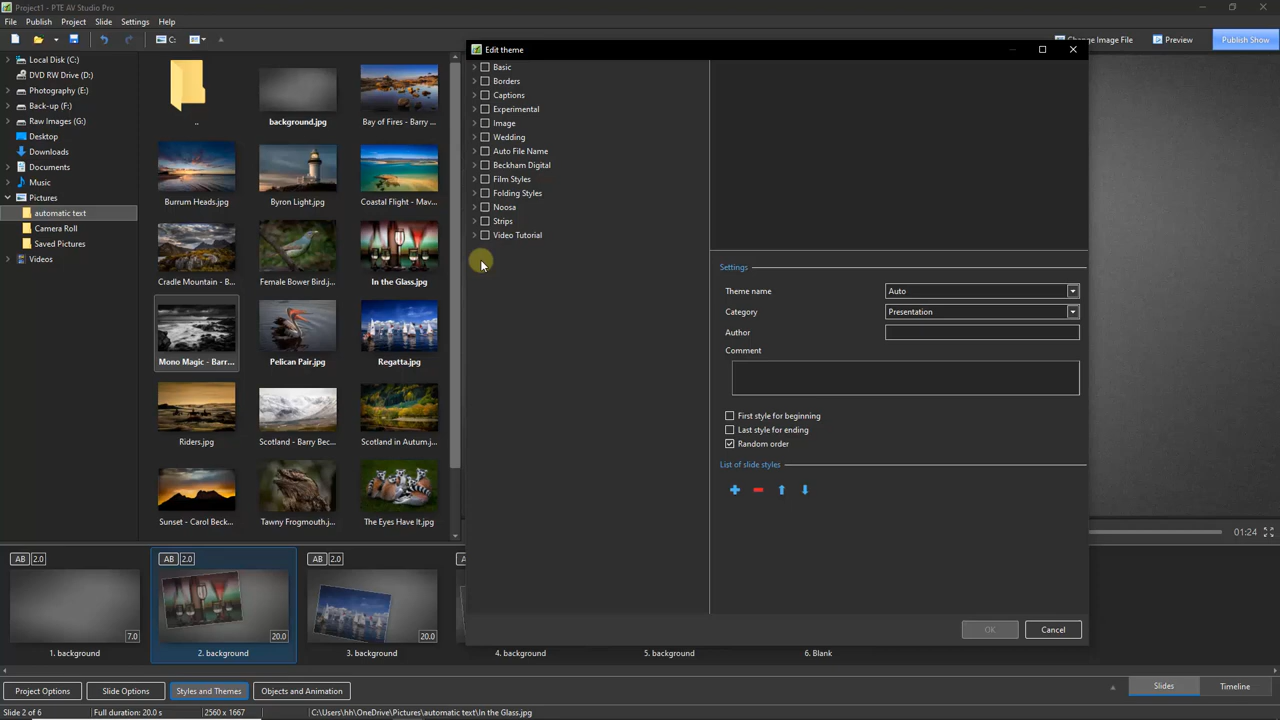 Project1 - PTE AV Studio Pro
File Publish Project Slide Settings Help
C: Change Image File Preview Publish Show
Edit theme
Local Disk (C:)
DVD RW Drive (D:)
Photography (E:)
Back-up (F:)
Raw Images (G:)
Desktop
Downloads
Documents
Music
Pictures
automatic text
Camera Roll
Saved Pictures
Videos
.. background.jpg Bay of Fires - Barry ...
Burrum Heads.jpg Byron Light.jpg Coastal Flight - Mav...
Cradle Mountain - B... Female Bower Bird.j... In the Glass.jpg
Mono Magic - Barr... Pelican Pair.jpg Regatta.jpg
Riders.jpg Scotland - Barry Bec... Scotland in Autum.j...
Sunset - Carol Beck... Tawny Frogmouth.j... The Eyes Have It.jpg
Basic
Borders
Captions
Experimental
Image
Wedding
Auto File Name
Beckham Digital
Film Styles
Folding Styles
Noosa
Strips
Video Tutorial
Settings
Theme name Auto
Category Presentation
Author
Comment
First style for beginning
Last style for ending
Random order
List of slide styles
OK Cancel
01:24
AB 2.0 AB 2.0 AB 2.0
7.0 20.0 20.0
1. background 2. background 3. background 4. background 5. background 6. Blank
Project Options Slide Options Styles and Themes Objects and Animation Slides Timeline
Slide 2 of 6 Full duration: 20.0 s 2560 x 1667 C:\Users\hh\OneDrive\Pictures\automatic text\In the Glass.jpg